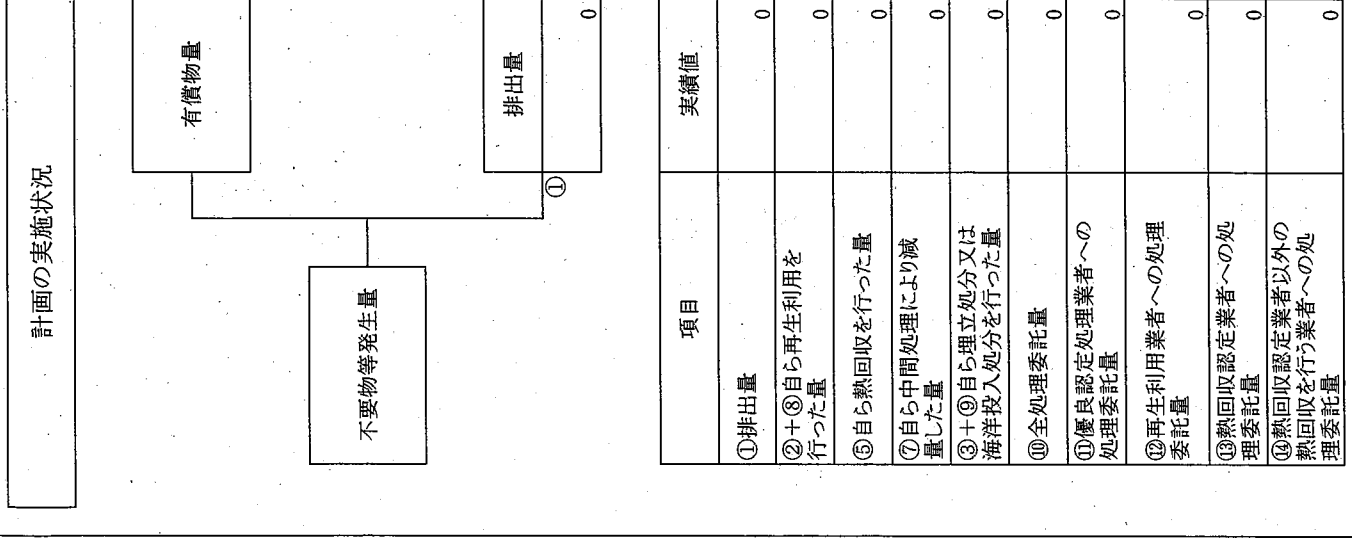 計画の実施状況
有償物量
不要物等発生量
排出量
①
0
項目
実績値
①排出量
0
②+⑧自ら再生利用を
行った量
0
⑤自ら熱回収を行った量
0
⑦自ら中間処理により減
量した量
0
③+⑨自ら埋立処分又は
海洋投入処分を行った量
0
⑩全処理委託量
0
⑪優良認定処理業者への
処理委託量
0
⑫再生利用業者への処理
委託量
0
⑬熱回収認定業者への処
理委託量
0
⑭熱回収認定業者以外の
熱回収を行う業者への処
理委託量
0